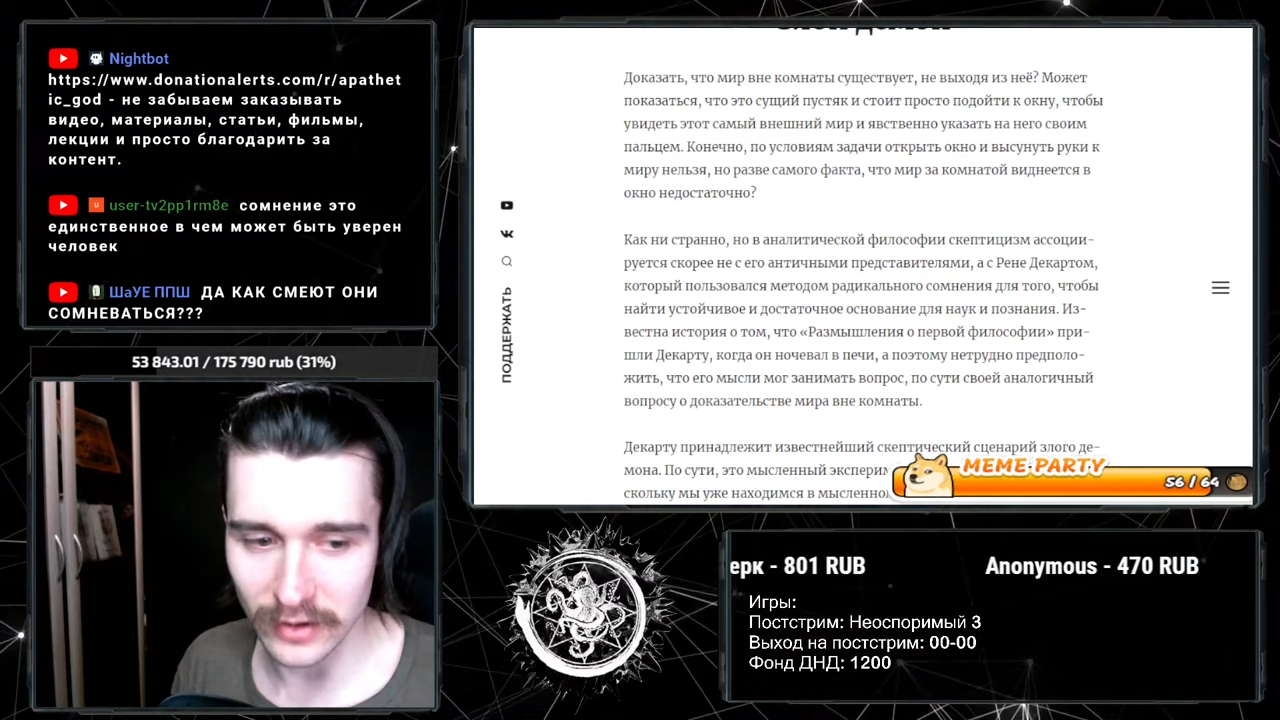 Nightbot
https://www.donationalerts.com/r/apathet
ic_god - не забываем заказывать
видео, материалы, статьи, фильмы,
лекции и просто благодарить за
контент.
user-tv2pp1rm8e сомнение это
единственное в чем может быть уверен
человек
ШаУЕ ППШ ДА КАК СМЕЮТ ОНИ
СОМНЕВАТЬСЯ???
53 843.01 / 175 790 rub (31%)
Доказать, что мир вне комнаты существует, не выходя из неё? Может
показаться, что это сущий пустяк и стоит просто подойти к окну, чтобы
увидеть этот самый внешний мир и явственно указать на него своим
пальцем. Конечно, по условиям задачи открыть окно и высунуть руки к
миру нельзя, но разве самого факта, что мир за комнатой виднеется в
окно недостаточно?
Как ни странно, но в аналитической философии скептицизм ассоции-
руется скорее не с его античными представителями, а с Рене Декартом,
который пользовался методом радикального сомнения для того, чтобы
найти устойчивое и достаточное основание для наук и познания. Из-
вестна история о том, что «Размышления о первой философии» при-
шли Декарту, когда он ночевал в печи, а поэтому нетрудно предполо-
жить, что его мысли мог занимать вопрос, по сути своей аналогичный
вопросу о доказательстве мира вне комнаты.
Декарту принадлежит известнейший скептический сценарий злого де-
мона. По сути, это мысленный
скольку мы уже находимся в
ПОДДЕРЖАТЬ
MEME PARTY
56 / 64
ерк - 801 RUB
Anonymous - 470 RUB
Игры:
Постстрим: Неоспоримый 3
Выход на постстрим: 00-00
Фонд ДНД: 1200